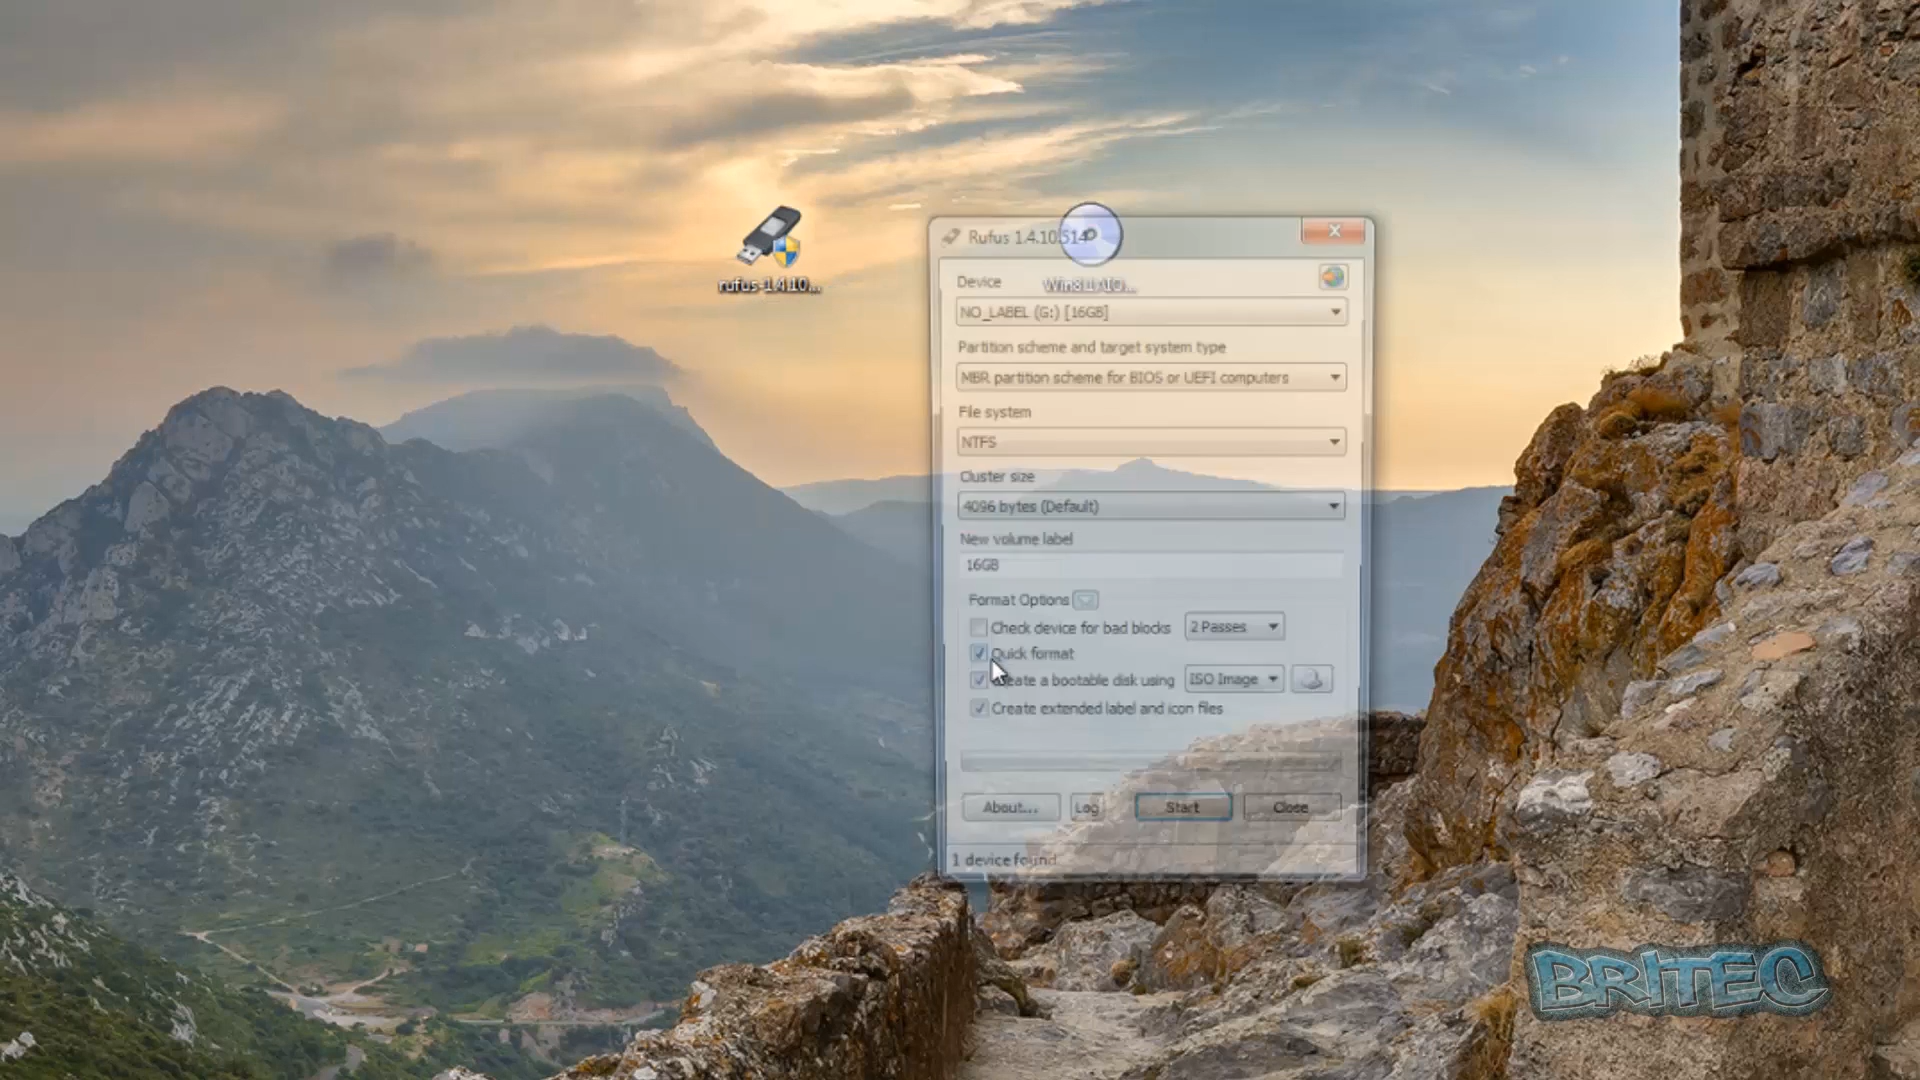 rufus-1.4.10...
Rufus 1.4.10.514
Device
Win8.1AIO...
NO_LABEL (G:) [16GB]
Partition scheme and target system type
MBR partition scheme for BIOS or UEFI computers
File system
NTFS
Cluster size
4096 bytes (Default)
New volume label
16GB
Format Options
Check device for bad blocks
2 Passes
Quick format
Create a bootable disk using
ISO Image
Create extended label and icon files
About...
Log
Start
Close
1 device found
BRITEC